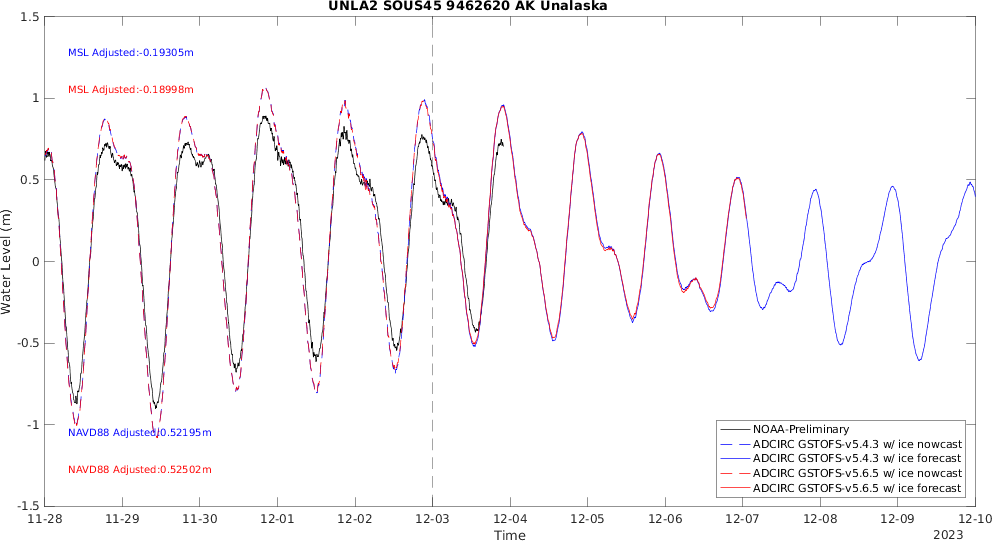 UNLA2 SOUS45 9462620 AK Unalaska
MSL Adjusted:-0.19305m
MSL Adjusted:-0.18998m
NAVD88 Adjusted:0.52195m
NAVD88 Adjusted:0.52502m
Water Level (m)
1.5
1
0.5
0
-0.5
-1
-1.5
NOAA-Preliminary
ADCIRC GSTOFS-v5.4.3 w/ ice nowcast
ADCIRC GSTOFS-v5.4.3 w/ ice forecast
ADCIRC GSTOFS-v5.6.5 w/ ice nowcast
ADCIRC GSTOFS-v5.6.5 w/ ice forecast
11-28 11-29 11-30 12-01 12-02 12-03 12-04 12-05 12-06 12-07 12-08 12-09 12-10
Time
2023